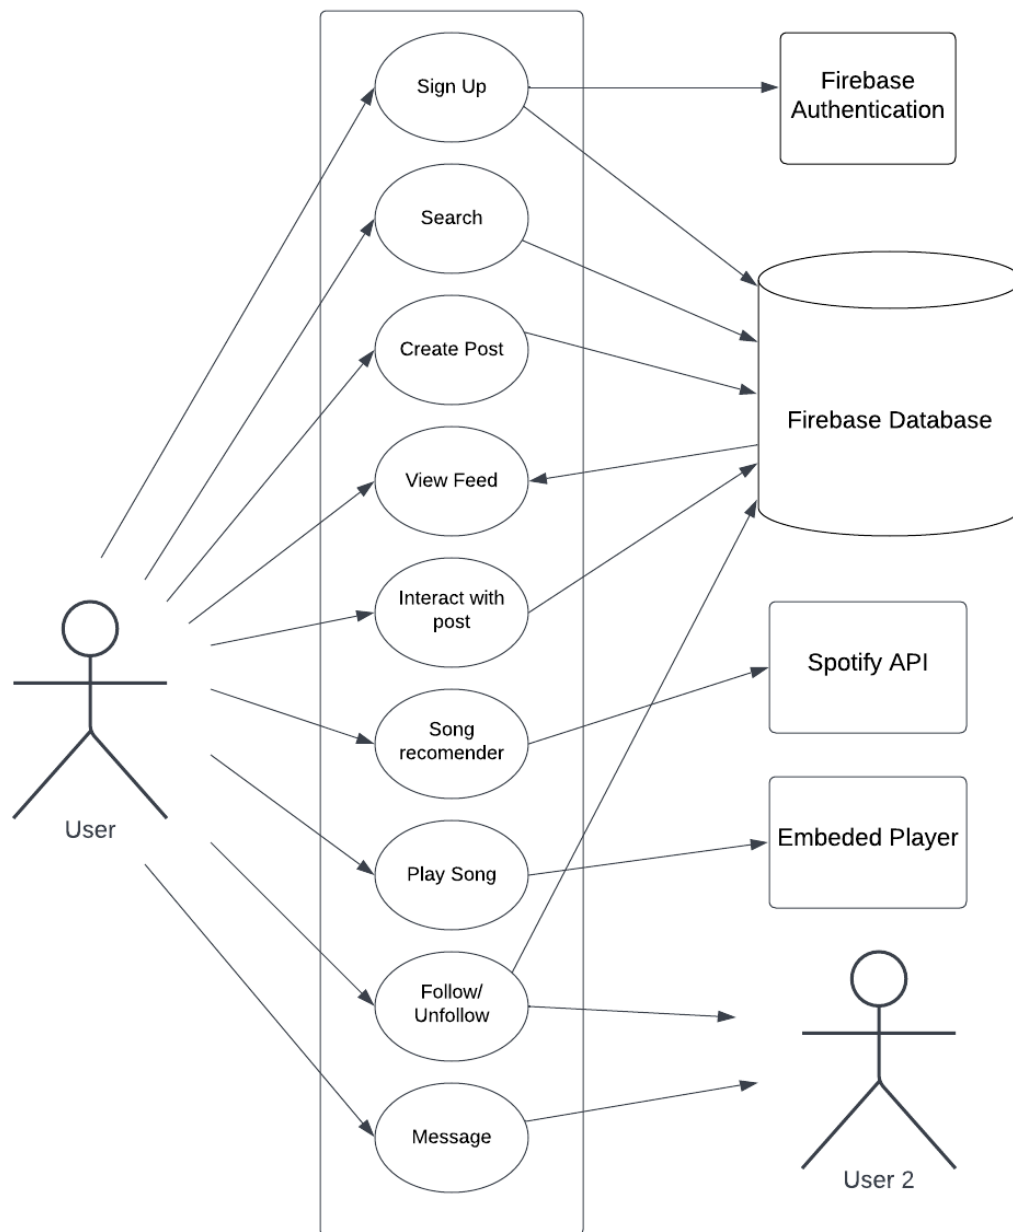 Sign Up
Firebase
Authentication
Search
Create Post
Firebase Database
View Feed
Interact with
post
Spotify API
Song
recomender
User
Embeded Player
Play Song
Follow/
Unfollow
Message
User 2